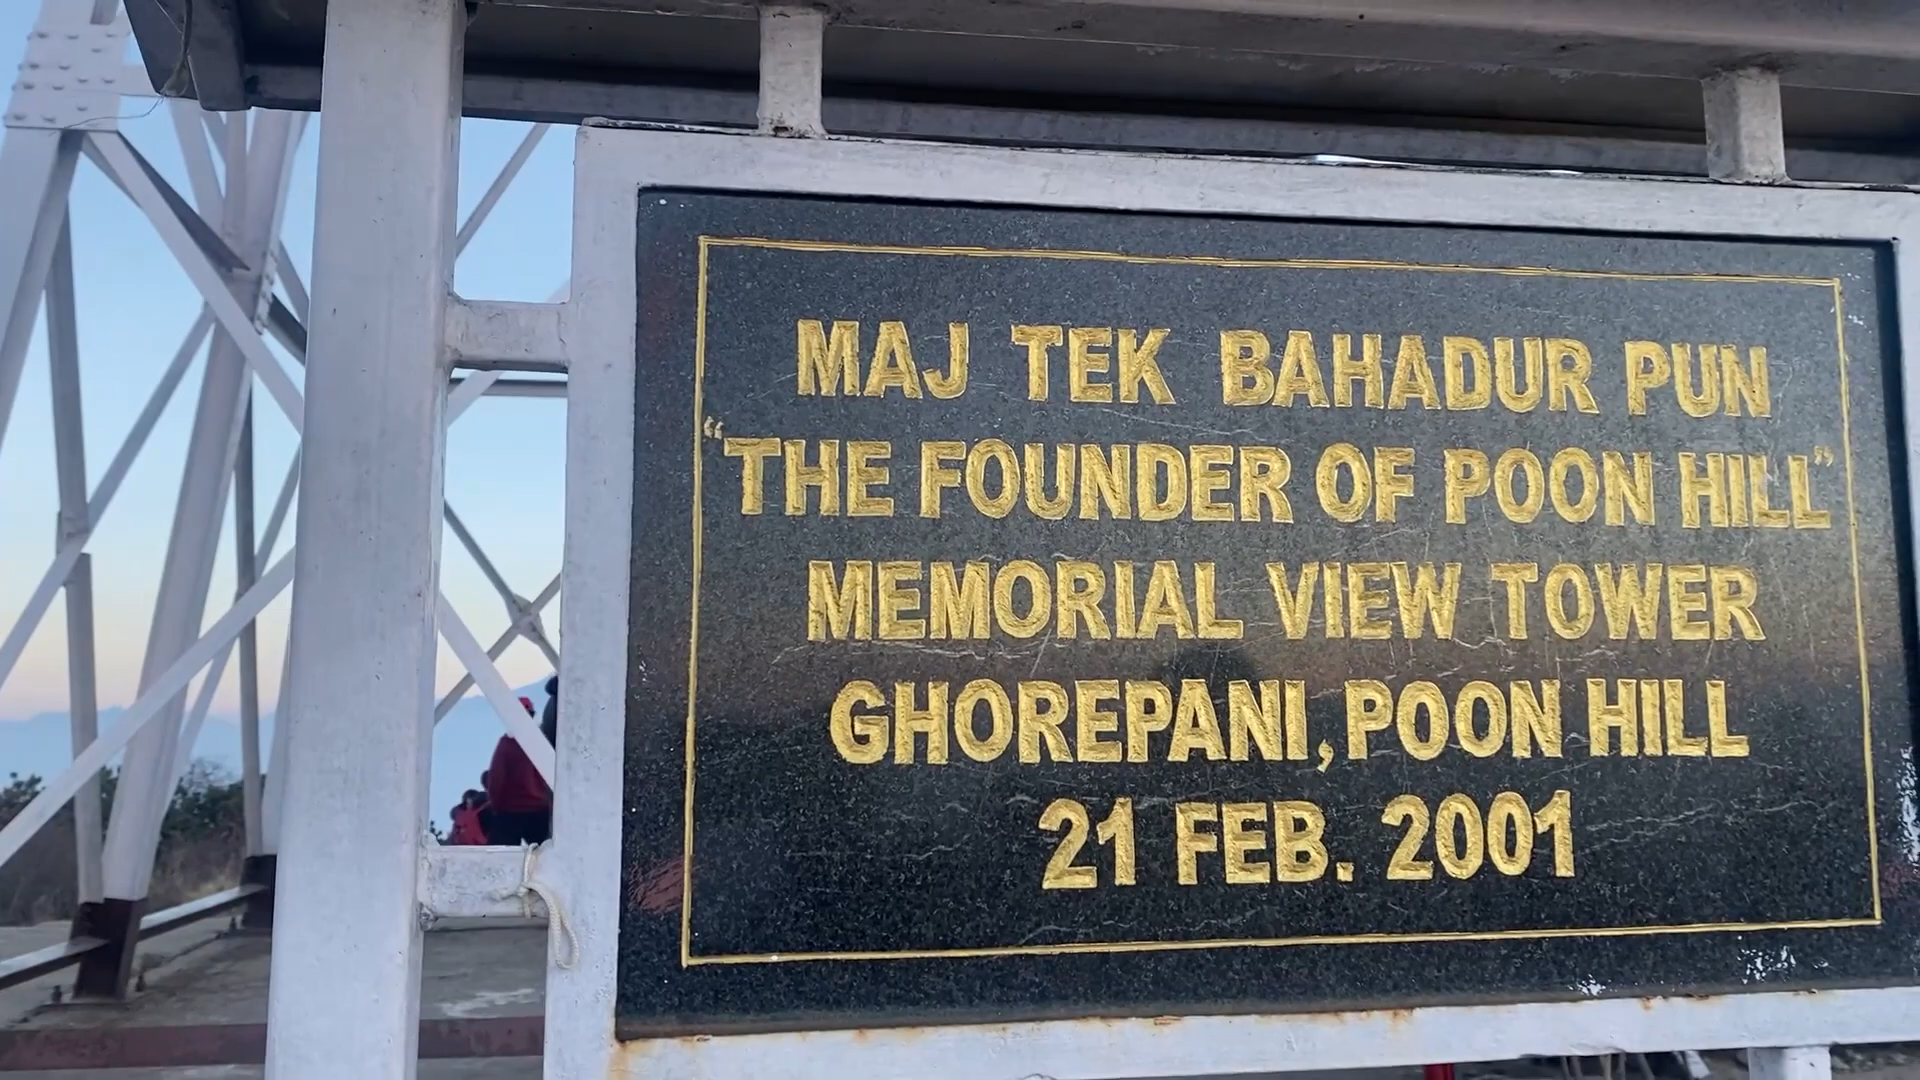 MAJ TEK BAHADUR PUN
“THE FOUNDER OF POON HILL”
MEMORIAL VIEW TOWER
GHOREPANI, POON HILL
21 FEB. 2001